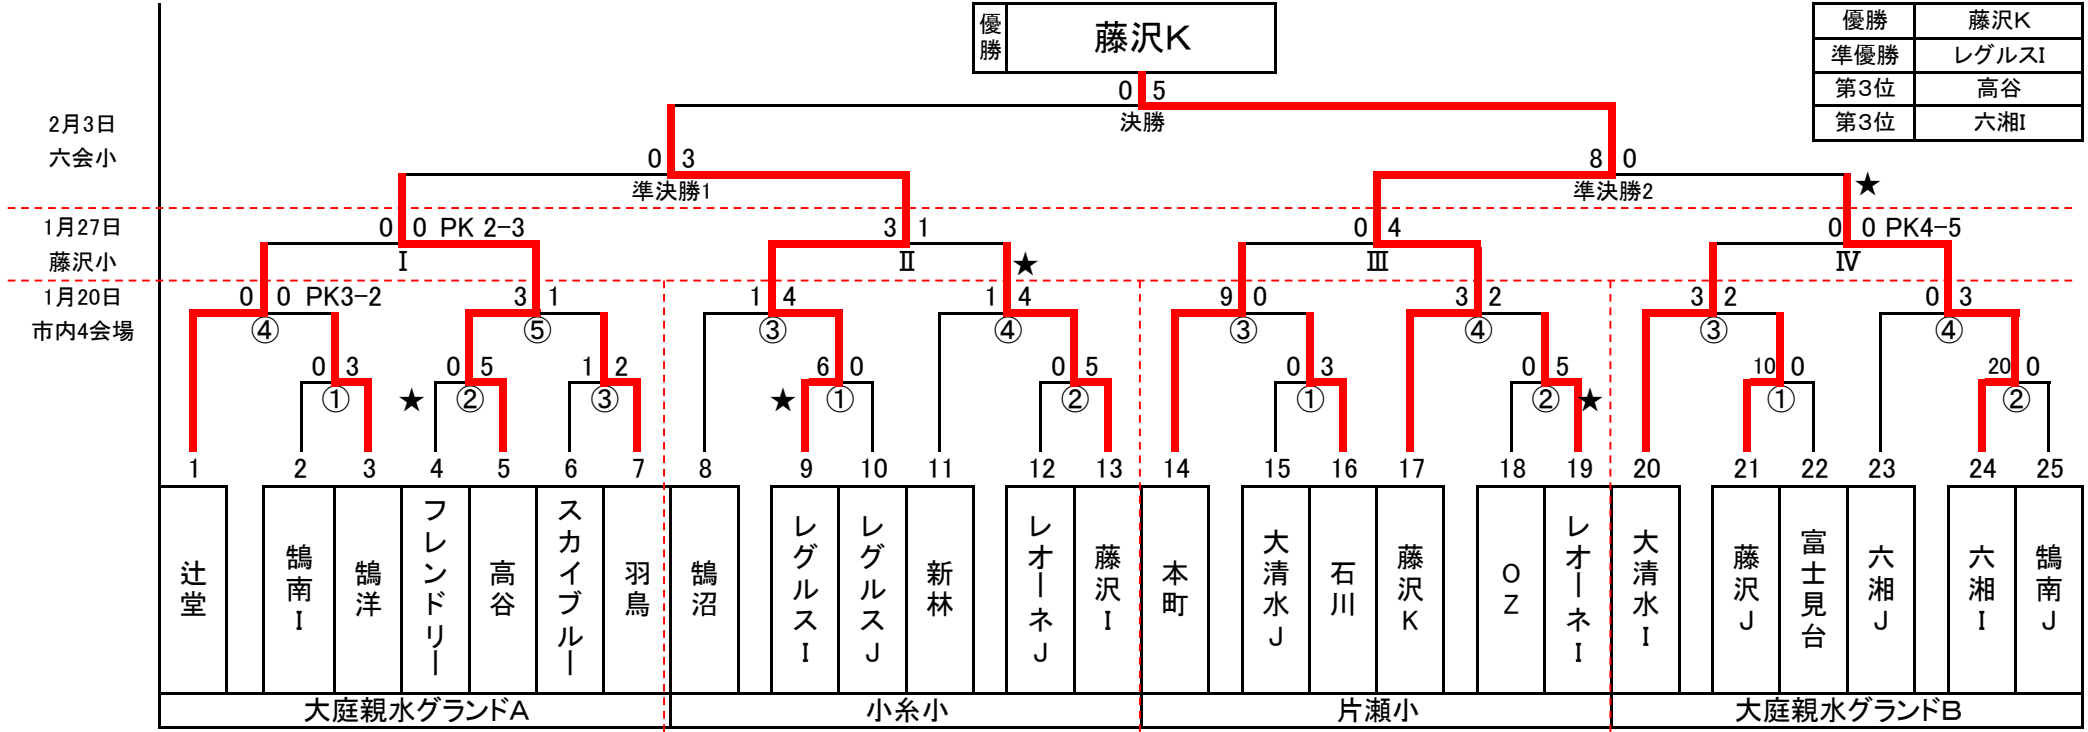 優勝 藤沢K
優勝 藤沢K
準優勝 レグルスI
第3位 高谷
第3位 六湘I
0 5
決勝
2月3日
六会小
0 3
準決勝1
8 0
準決勝2
★
1月27日
藤沢小
0 0 PK 2-3
Ⅰ
3 1
Ⅱ
★
0 4
Ⅲ
0 0 PK4-5
Ⅳ
1月20日
市内4会場
0 0 PK3-2
3 1
1 4
1 4
9 0
3 2
3 2
0 3
④ ⑤ ③ ④ ③ ④ ③ ④
0 3
0 5
1 2
6 0
0 5
0 3
0 5
10 0
20 0
① ★ ② ③ ★ ① ② ① ② ★ ① ②
1 2 3 4 5 6 7 8 9 10 11 12 13 14 15 16 17 18 19 20 21 22 23 24 25
辻堂
鵠南I
鵠洋
フレンドリー
高谷
スカイブルー
羽鳥
鵠沼
レグルスI
レグルスJ
新林
レオーネJ
藤沢I
本町
大清水J
石川
藤沢K
OZ
レオーネI
大清水I
藤沢J
富士見台
六湘J
六湘I
鵠南J
大庭親水グランドA 小糸小 片瀬小 大庭親水グランドB